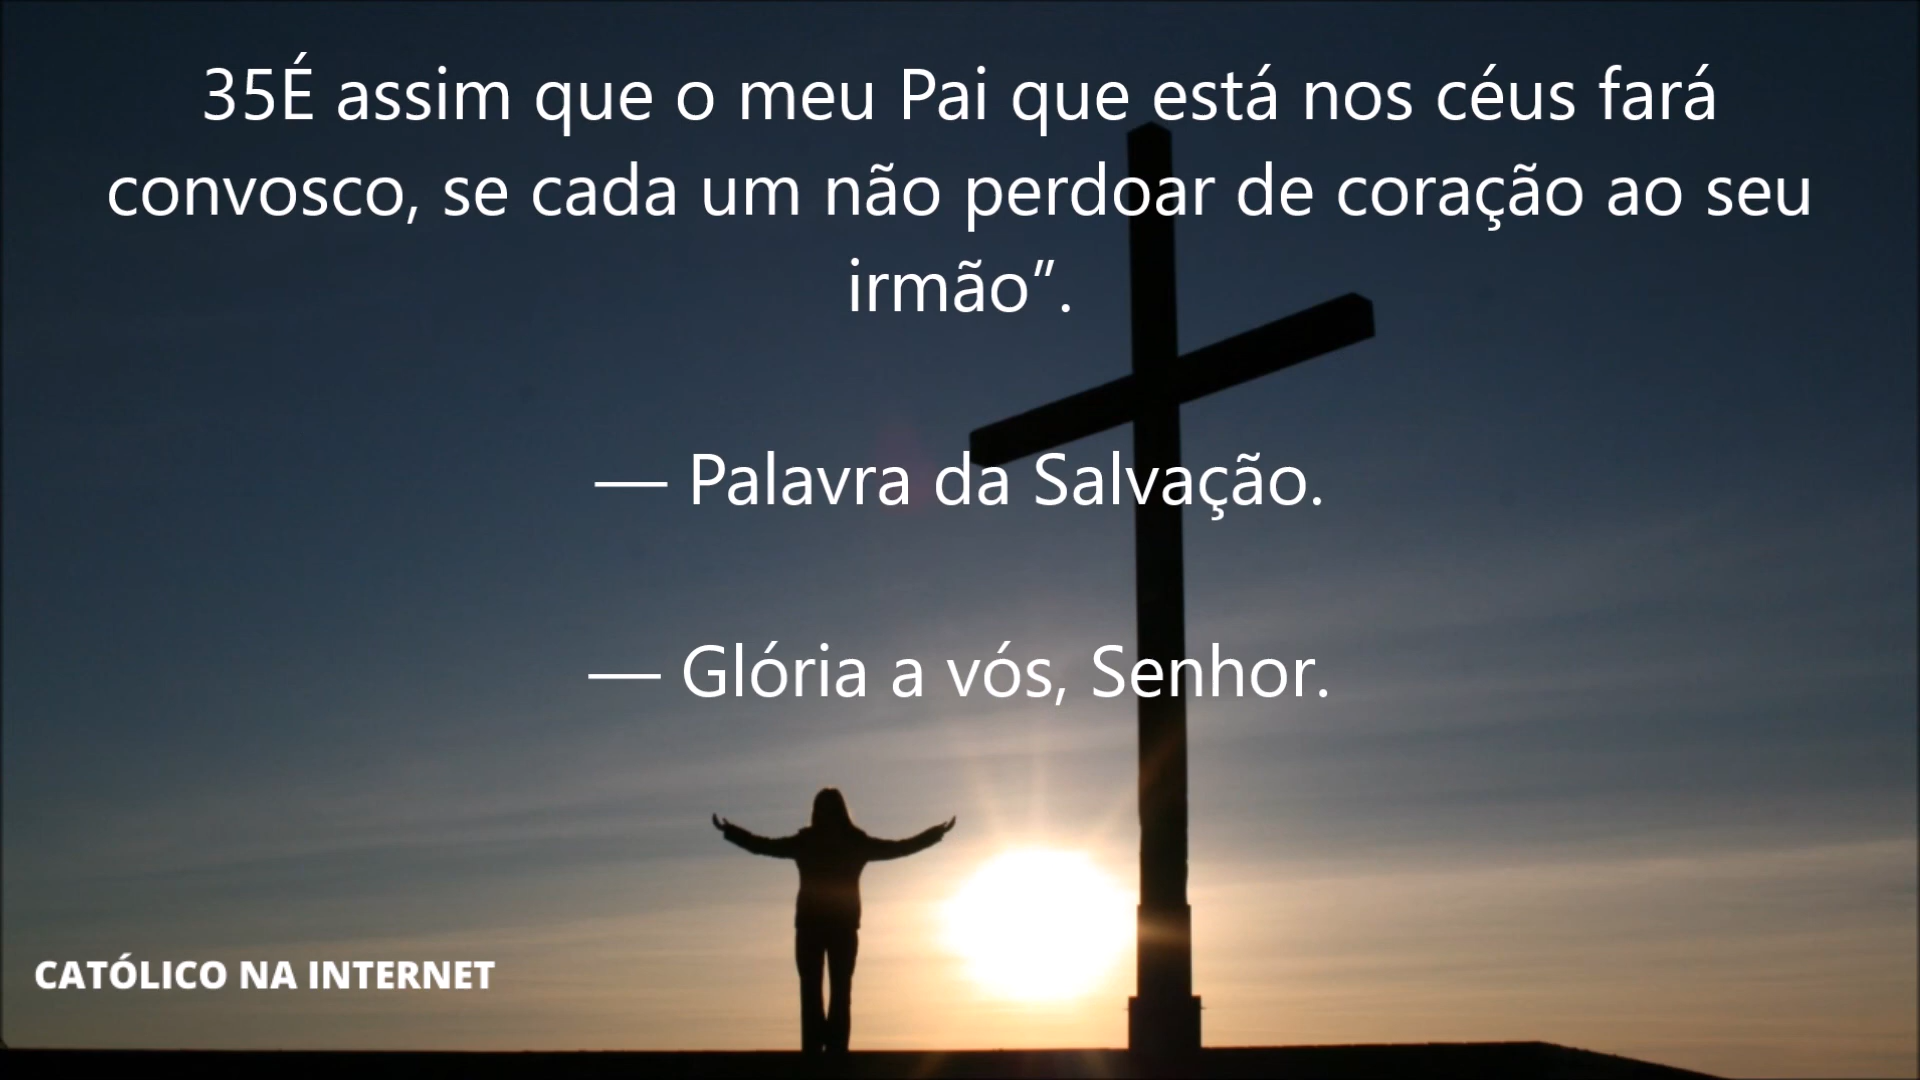 35É assim que o meu Pai que está nos céus fará
convosco, se cada um não perdoar de coração ao seu
irmão”.
— Palavra da Salvação.
— Glória a vós, Senhor.
CATÓLICO NA INTERNET